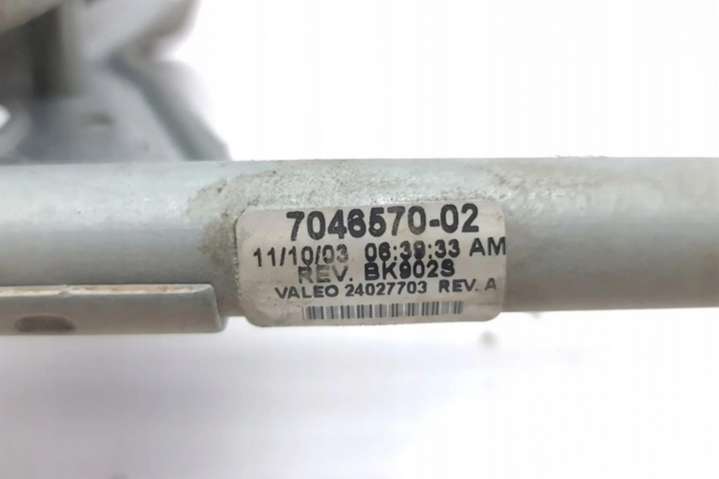 7046570-02
11/10/03 06:39:33 AM
REV. BK902S
VALEO 24027703 REV. A